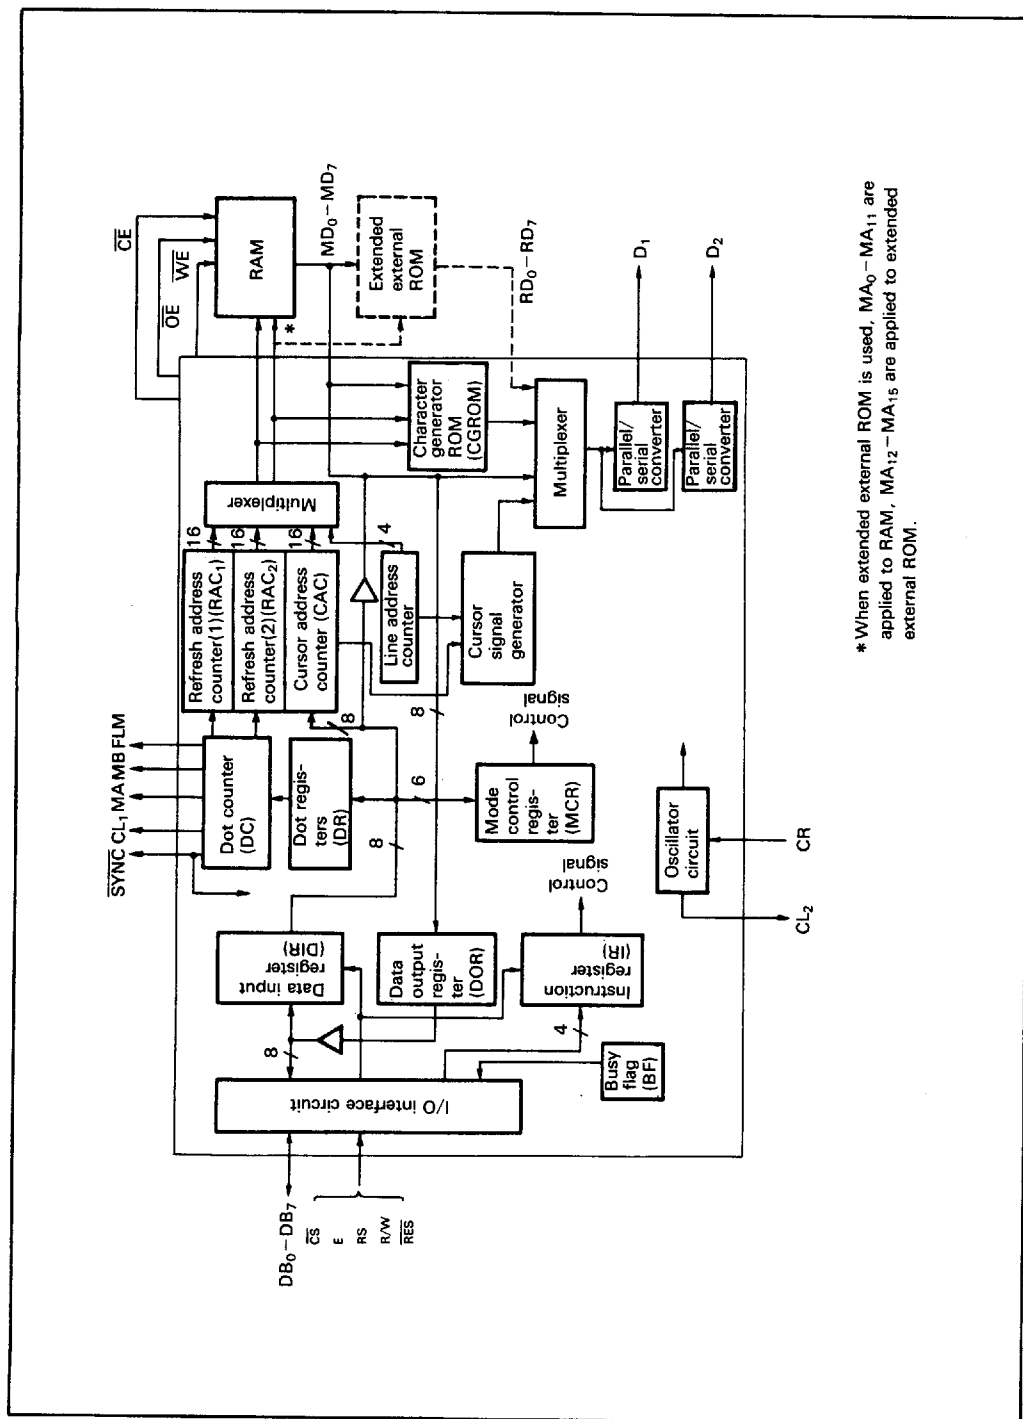 DB₀−DB₇
C̅S̅
E
RS
R/W
R̅E̅S̅
I/O interface circuit
8
4
Busy
flag
(BF)
Data input
register
(DIR)
Data
output
regis-
ter
(DOR)
Instruction
register
(IR)
Control
signal
S̅Y̅N̅C̅ CL₁ MA MB FLM
Dot counter
(DC)
Dot regis-
ters (DR)
8
6
8
Mode
control
regis-
ter (MCR)
Control
signal
Oscillator
circuit
CL₂
CR
Refresh address
counter(1)(RAC₁)
Refresh address
counter(2)(RAC₂)
Cursor address
counter (CAC)
16
16
16
4
Line address
counter
8
Cursor
signal
generator
Multiplexer
Character
generator
ROM
(CGROM)
Multiplexer
Parallel/
serial
converter
Parallel/
serial
converter
D₁
D₂
C̅E̅
O̅E̅
W̅E̅
RAM
*
MD₀−MD₇
Extended
external
ROM
RD₀−RD₇
*When extended external ROM is used, MA₀−MA₁₁ are
applied to RAM, MA₁₂−MA₁₅ are applied to extended
external ROM.